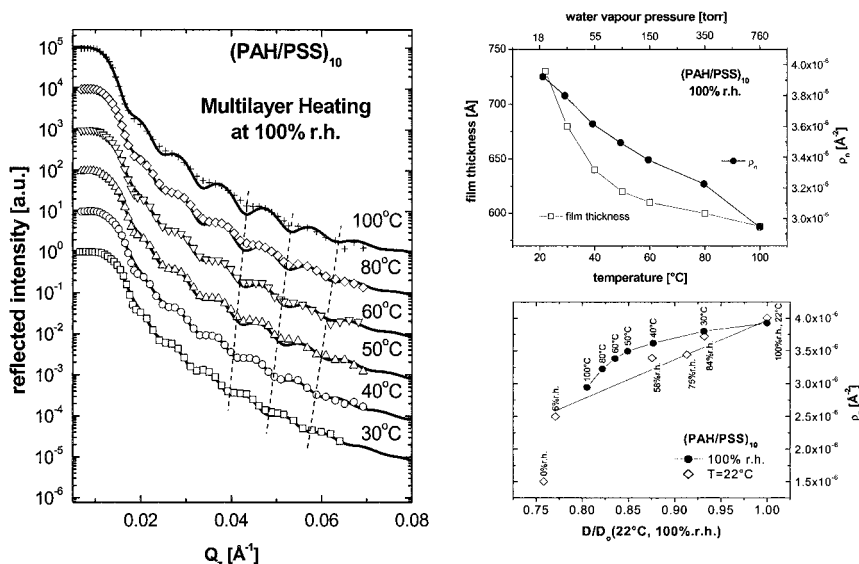 (PAH/PSS)10
Multilayer Heating
at 100% r.h.
10^5
10^4
10^3
10^2
10^1
10^0
10^-1
10^-2
10^-3
10^-4
10^-5
10^-6
100°C
80°C
60°C
50°C
40°C
30°C
reflected intensity [a.u.]
0.02 0.04 0.06 0.08
Q [Å^-1]
water vapour pressure [torr]
18 55 150 350 760
750
725
700
675
650
625
600
film thickness [Å]
(PAH/PSS)10
100% r.h.
ρn
film thickness
4.0x10^-6
3.8x10^-6
3.6x10^-6
3.4x10^-6
3.2x10^-6
3.0x10^-6
ρn [Å^-2]
20 40 60 80 100
temperature [°C]
100°C
80°C
60°C
50°C
40°C
30°C
100%r.h., 22°C
0%r.h.
6%r.h.
58%r.h.
75%r.h.
84%r.h.
(PAH/PSS)10
100% r.h.
T=22°C
4.0x10^-6
3.5x10^-6
3.0x10^-6
2.5x10^-6
2.0x10^-6
1.5x10^-6
[Å^-2]
0.75 0.80 0.85 0.90 0.95 1.00
D/Do(22°C, 100%.r.h.)